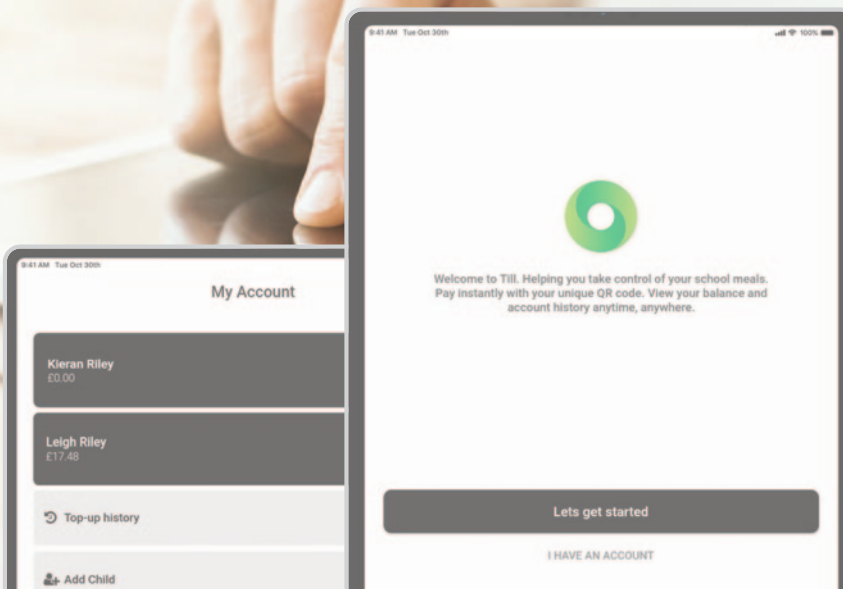 9:41 AM Tue Oct 30th
100%
Welcome to Till. Helping you take control of your school meals.
Pay instantly with your unique QR code. View your balance and
account history anytime, anywhere.
Lets get started
I HAVE AN ACCOUNT
9:41 AM Tue Oct 30th
My Account
Kieran Riley
£0.00
Leigh Riley
£17.48
Top-up history
Add Child